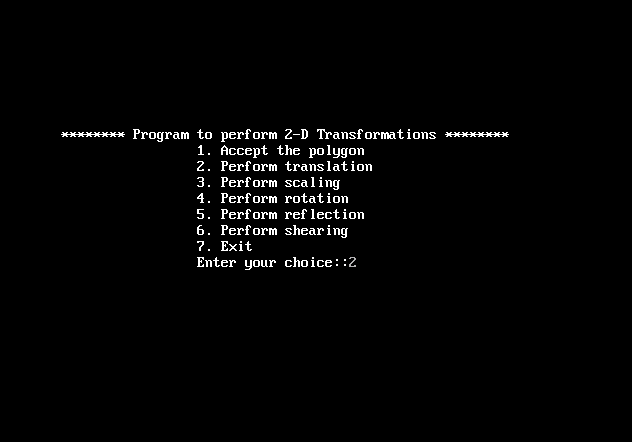 ******** Program to perform 2-D Transformations ********
1. Accept the polygon
2. Perform translation
3. Perform scaling
4. Perform rotation
5. Perform reflection
6. Perform shearing
7. Exit
Enter your choice::2